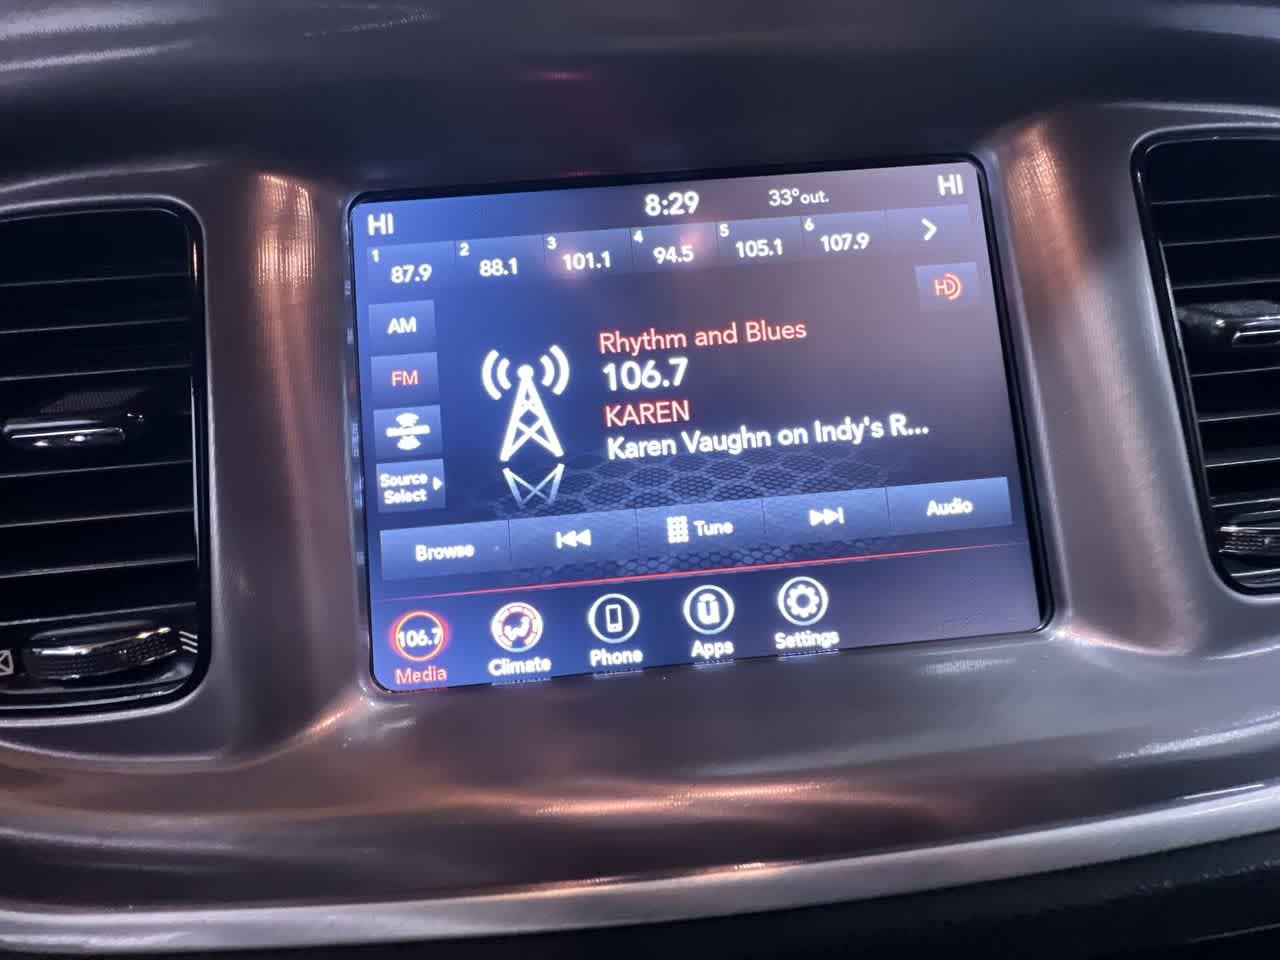 HI 8:29 33°out. HI
1 87.9 2 88.1 3 101.1 4 94.5 5 105.1 6 107.9
HD
AM
FM
Source
Select
Rhythm and Blues
106.7
KAREN
Karen Vaughn on Indy's R...
Browse Tune Audio
106.7
Media Climate Phone Apps Settings